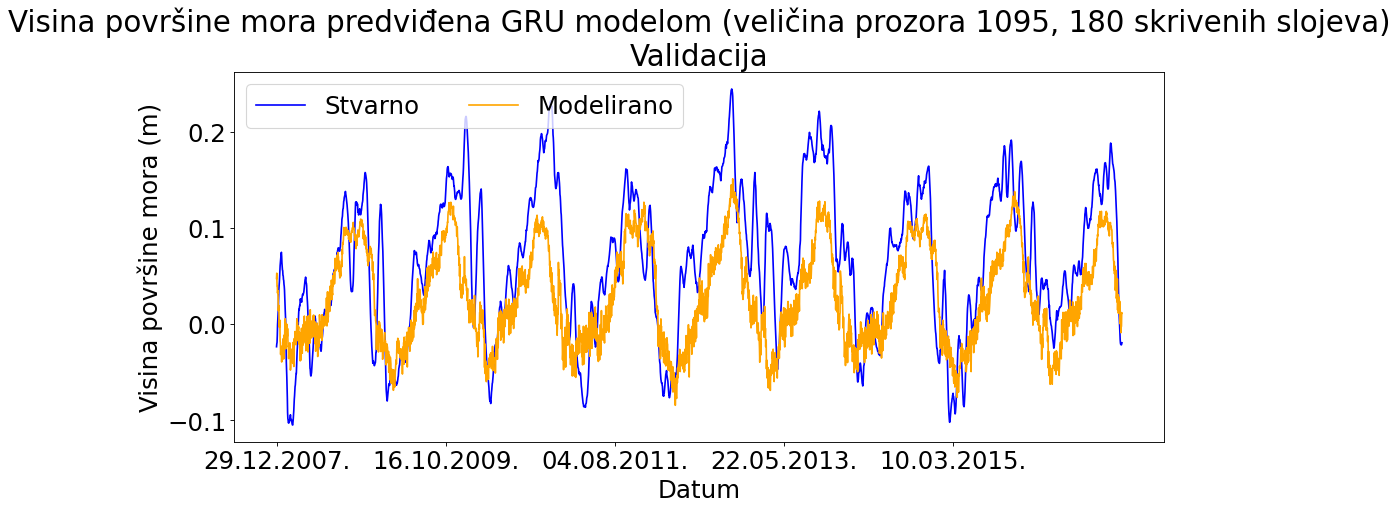 Visina površine mora predviđena GRU modelom (veličina prozora 1095, 180 skrivenih slojeva)
Validacija
Stvarno Modelirano
Visina površine mora (m)
0.2
0.1
0.0
−0.1
29.12.2007. 16.10.2009. 04.08.2011. 22.05.2013. 10.03.2015.
Datum